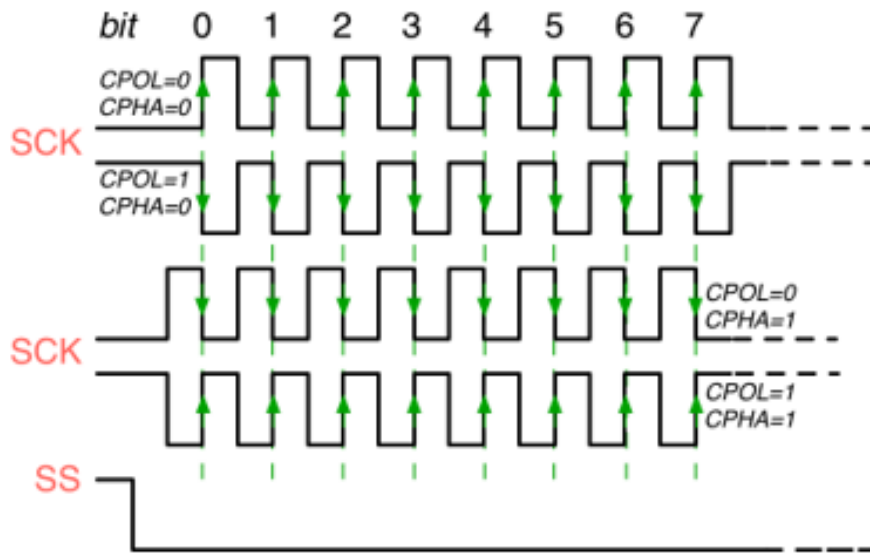 bit 0 1 2 3 4 5 6 7
CPOL=0
CPHA=0
SCK
CPOL=1
CPHA=0
CPOL=0
CPHA=1
SCK
CPOL=1
CPHA=1
SS